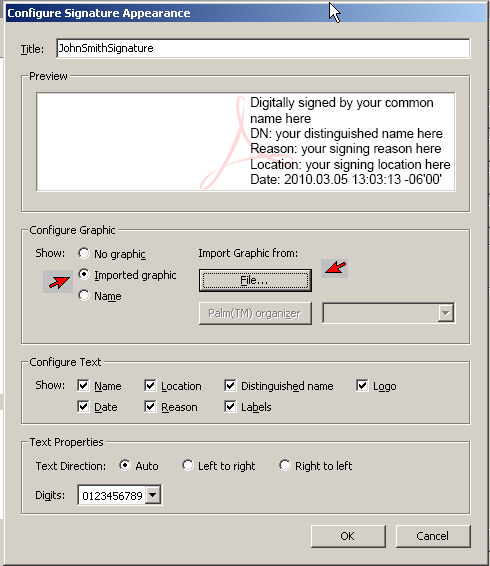 Configure Signature Appearance
Title: JohnSmithSignature
Preview
Digitally signed by your common
name here
DN: your distinguished name here
Reason: your signing reason here
Location: your signing location here
Date: 2010.03.05 13:03:13 -06'00'
Configure Graphic
Show: No graphic Import Graphic from:
Imported graphic File...
Name Palm(TM) organizer
Configure Text
Show: Name Location Distinguished name Logo
Date Reason Labels
Text Properties
Text Direction: Auto Left to right Right to left
Digits: 0123456789
OK Cancel